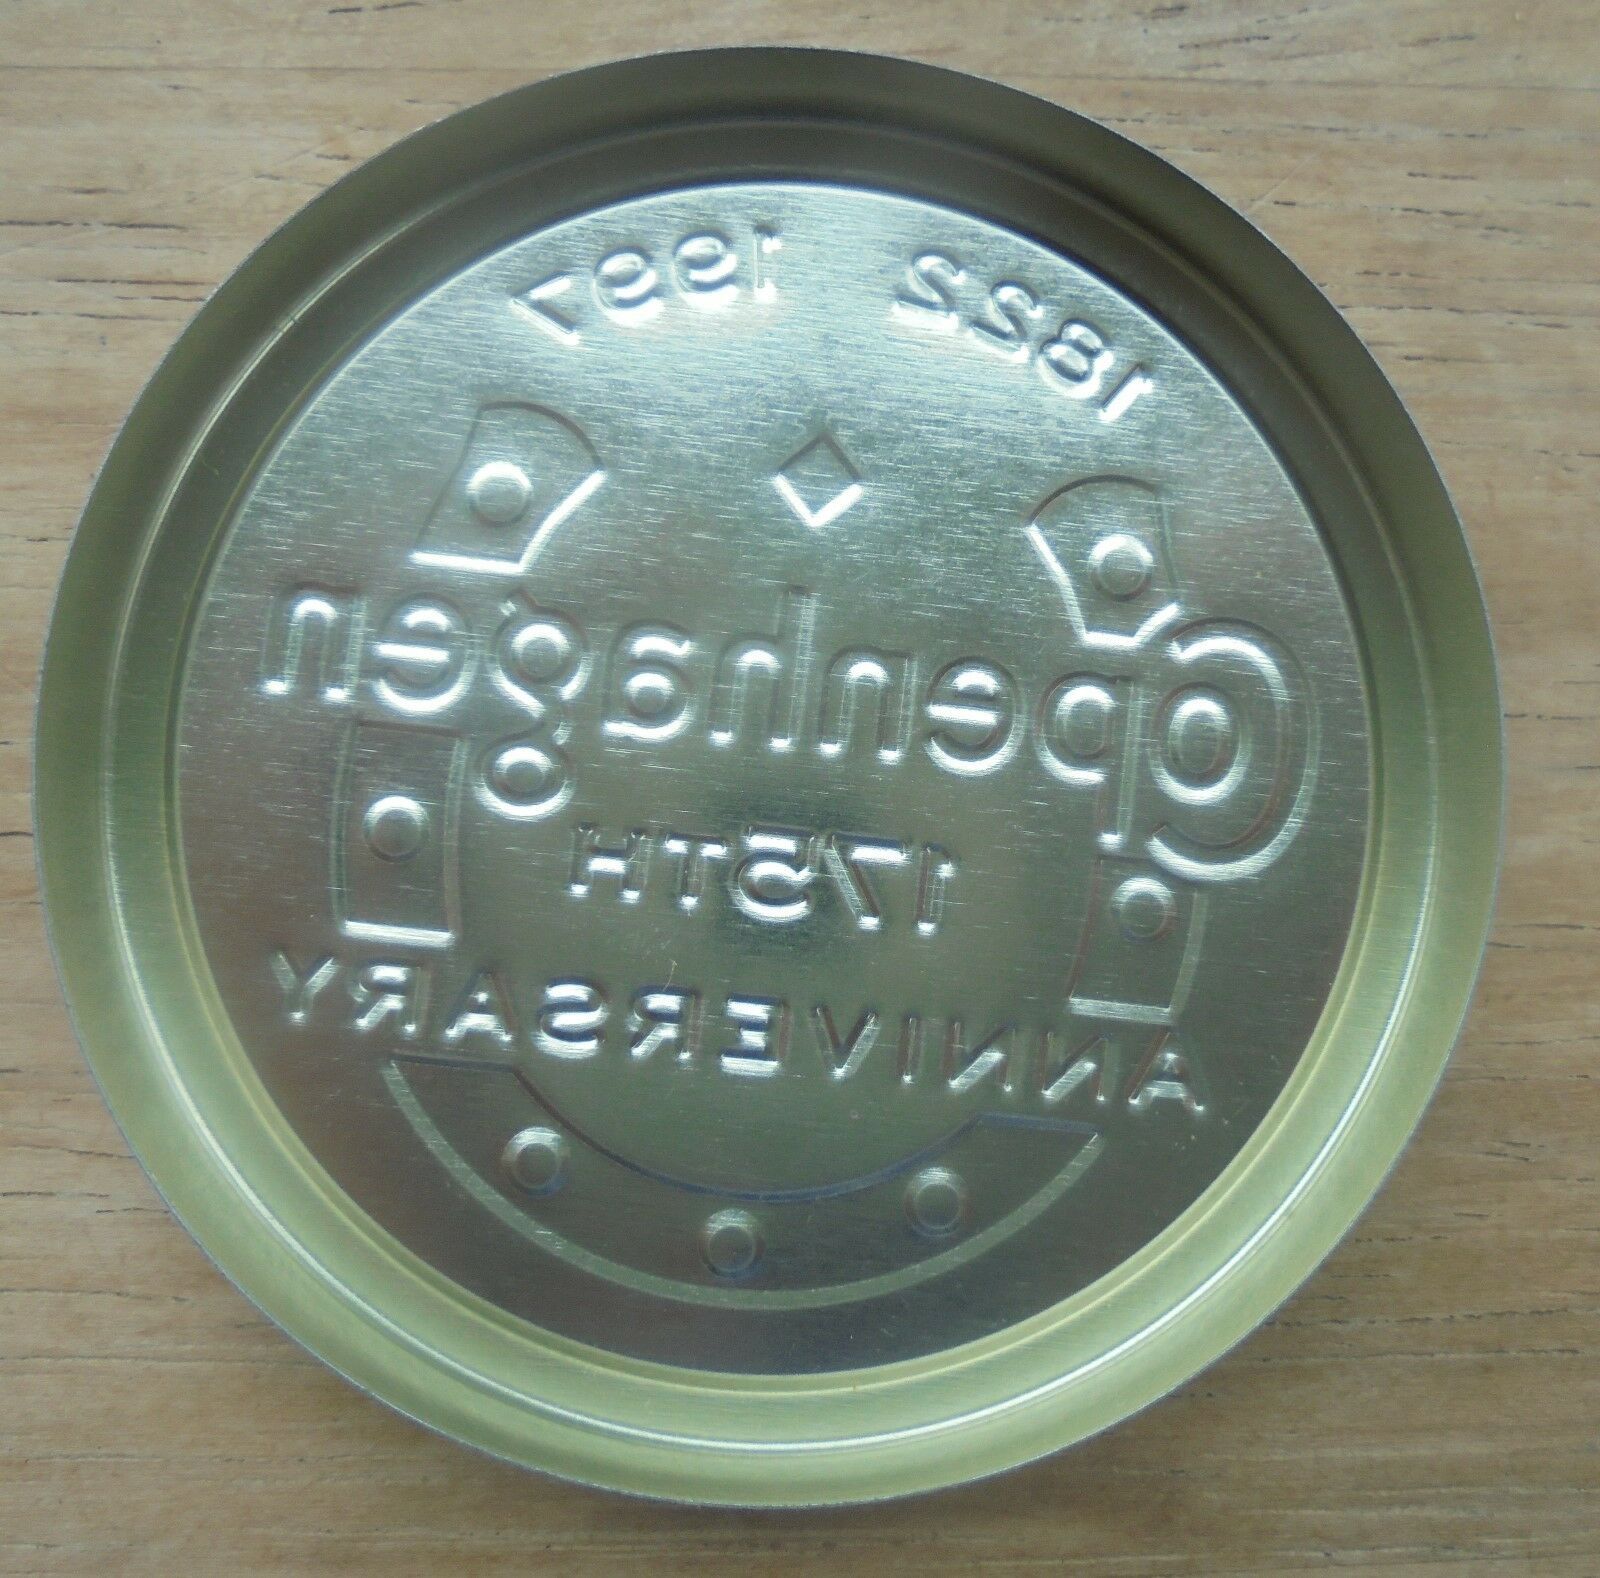 1822 1997
Copenhagen
175TH
ANNIVERSARY